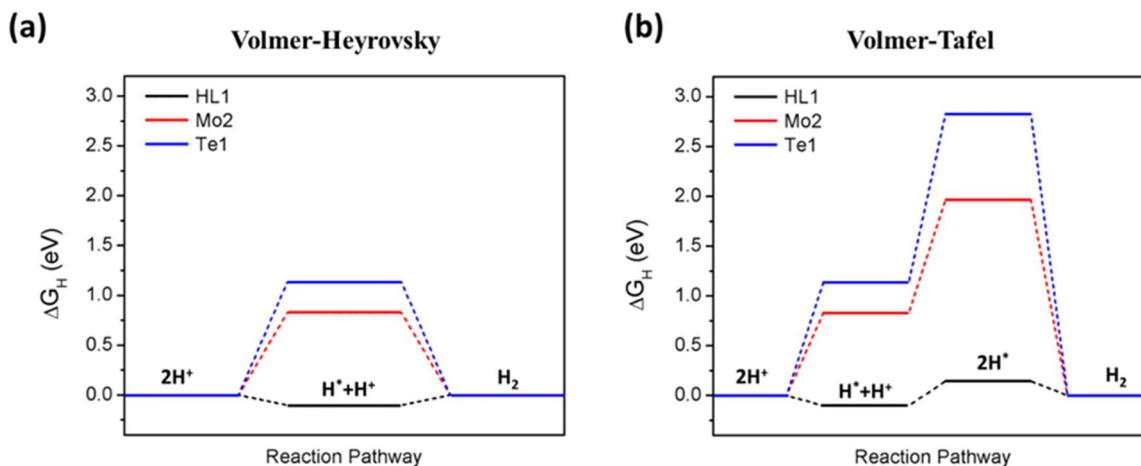 (a)
Volmer-Heyrovsky
HL1
Mo2
Te1
3.0
2.5
2.0
1.5
1.0
0.5
0.0
ΔG_H (eV)
2H⁺
H*+H⁺
H₂
Reaction Pathway
(b)
Volmer-Tafel
HL1
Mo2
Te1
3.0
2.5
2.0
1.5
1.0
0.5
0.0
ΔG_H (eV)
2H⁺
H*+H⁺
2H*
H₂
Reaction Pathway